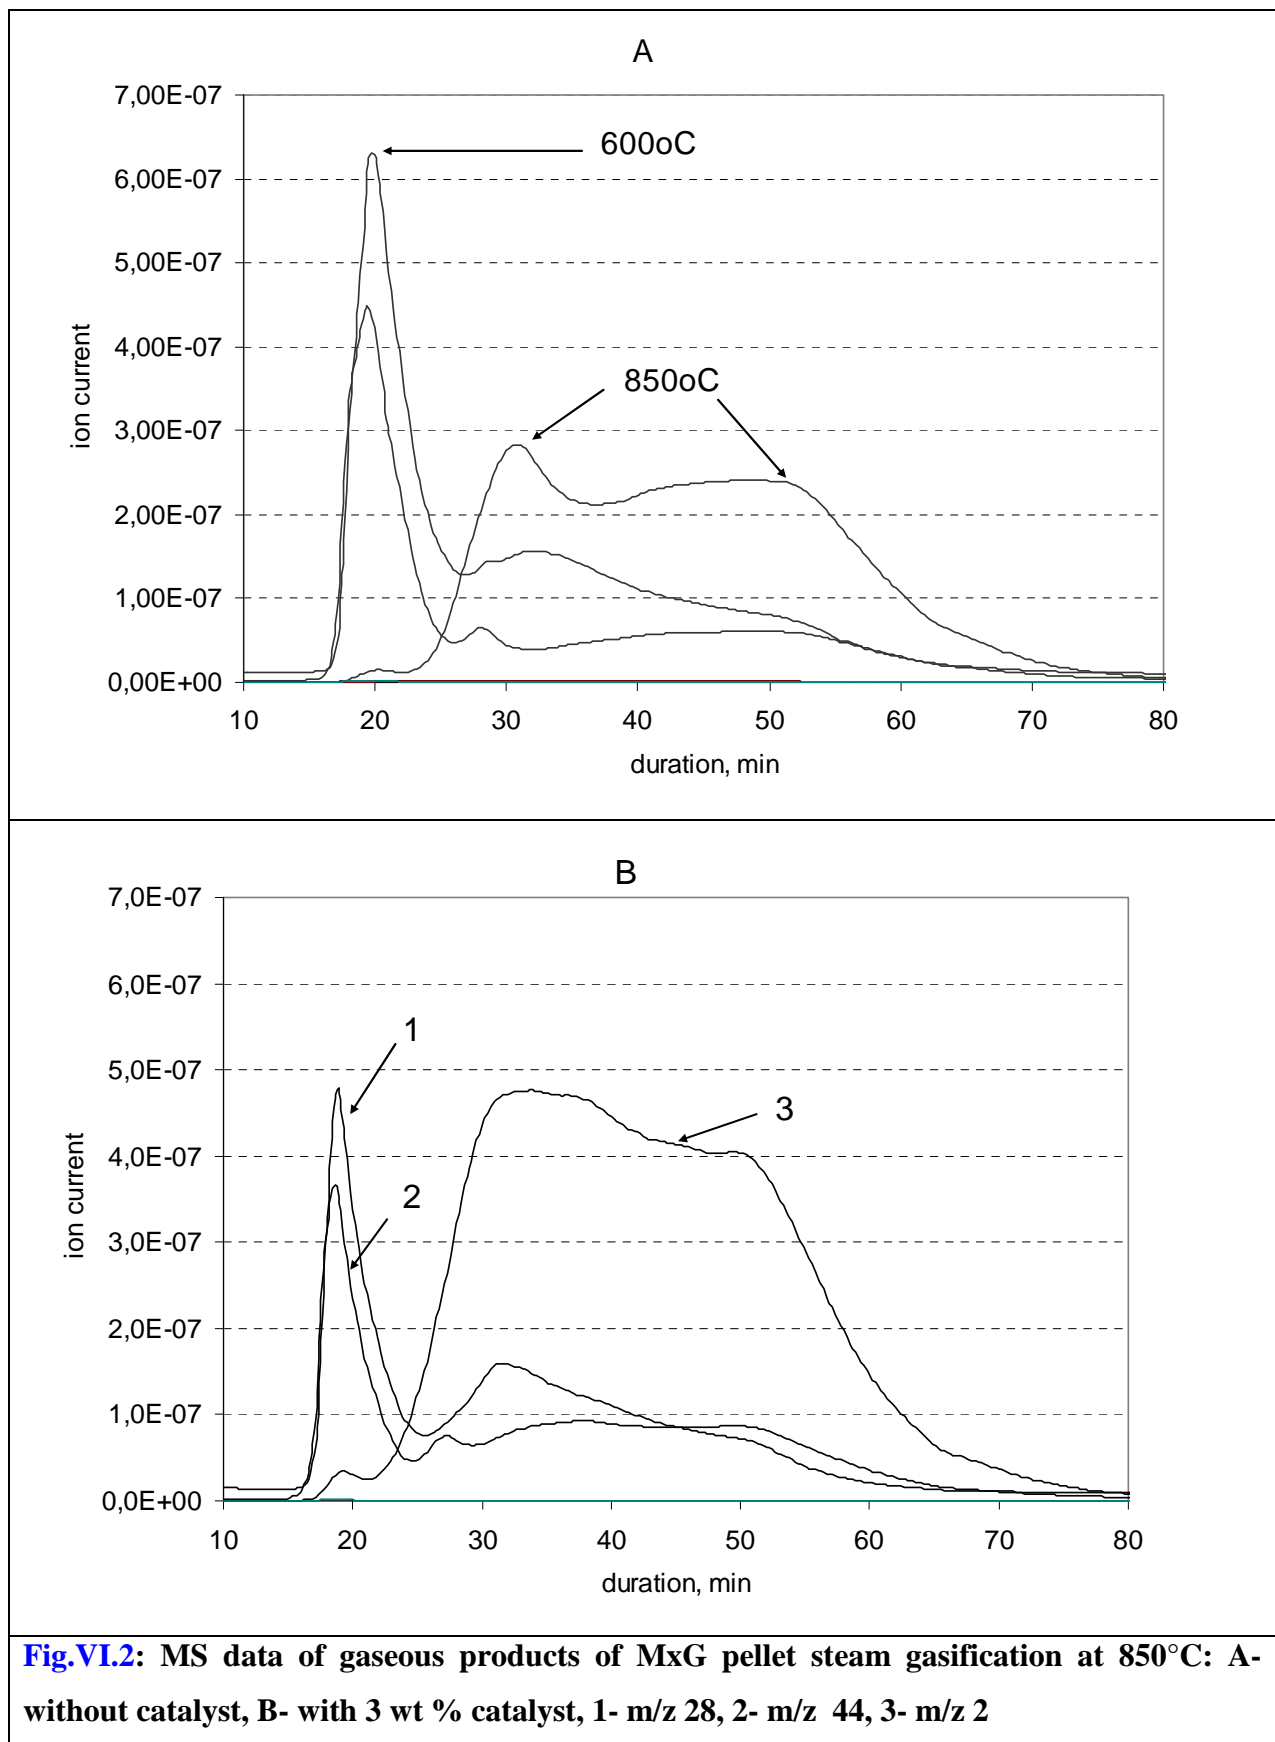 A
7,00E-07
6,00E-07
5,00E-07
4,00E-07
3,00E-07
2,00E-07
1,00E-07
0,00E+00
ion current
600oC
850oC
10 20 30 40 50 60 70 80
duration, min
B
7,0E-07
6,0E-07
5,0E-07
4,0E-07
3,0E-07
2,0E-07
1,0E-07
0,0E+00
ion current
1
2
3
10 20 30 40 50 60 70 80
duration, min
Fig.VI.2: MS data of gaseous products of MxG pellet steam gasification at 850°C: A-
without catalyst, B- with 3 wt % catalyst, 1- m/z 28, 2- m/z 44, 3- m/z 2